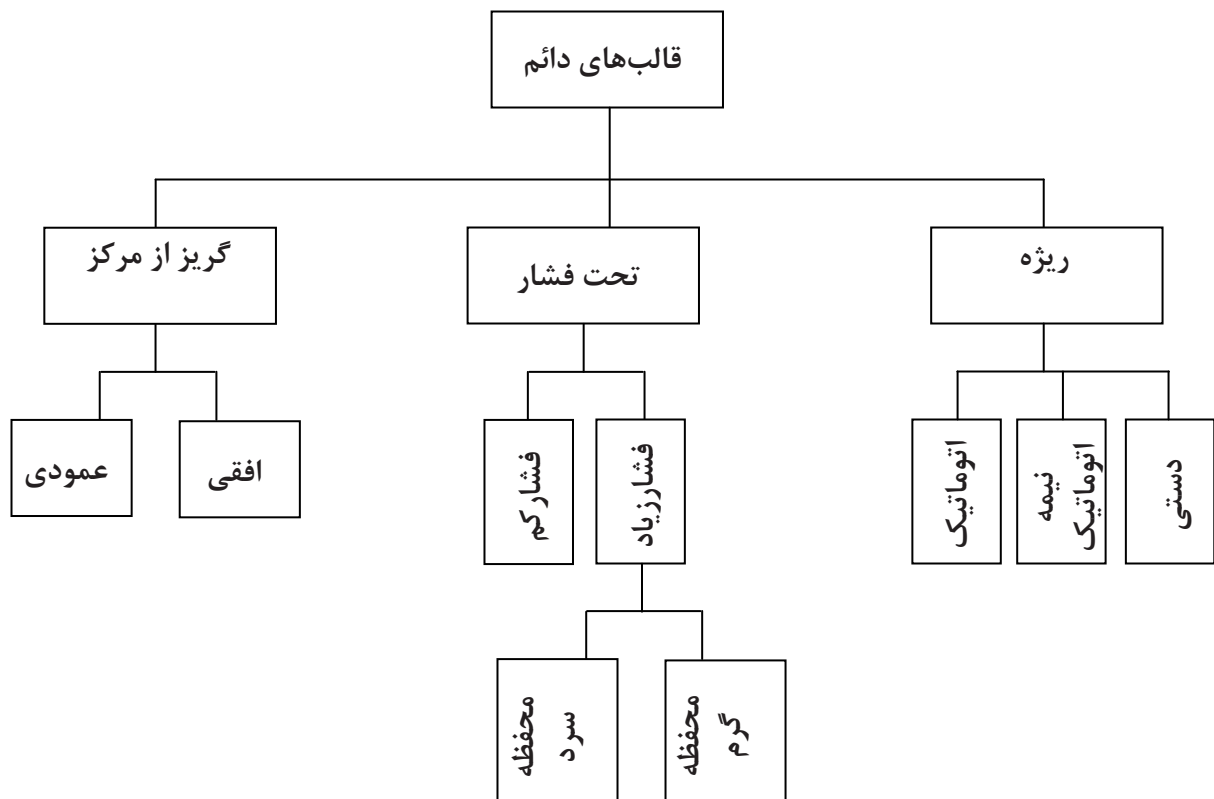 قالب‌های دائم
ریژه
تحت فشار
گریز از مرکز
دستی
نیمه
اتوماتیک
اتوماتیک
فشارزیاد
فشارکم
افقی
عمودی
محفظه
گرم
محفظه
سرد